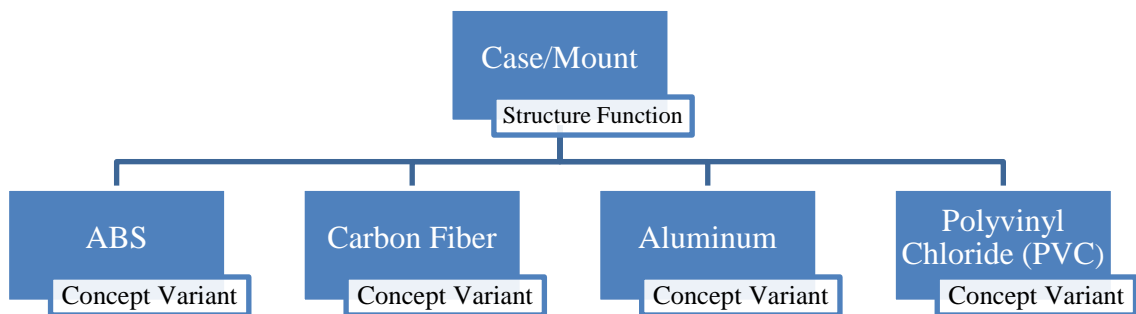 Case/Mount
Structure Function
ABS
Concept Variant
Carbon Fiber
Concept Variant
Aluminum
Concept Variant
Polyvinyl
Chloride (PVC)
Concept Variant